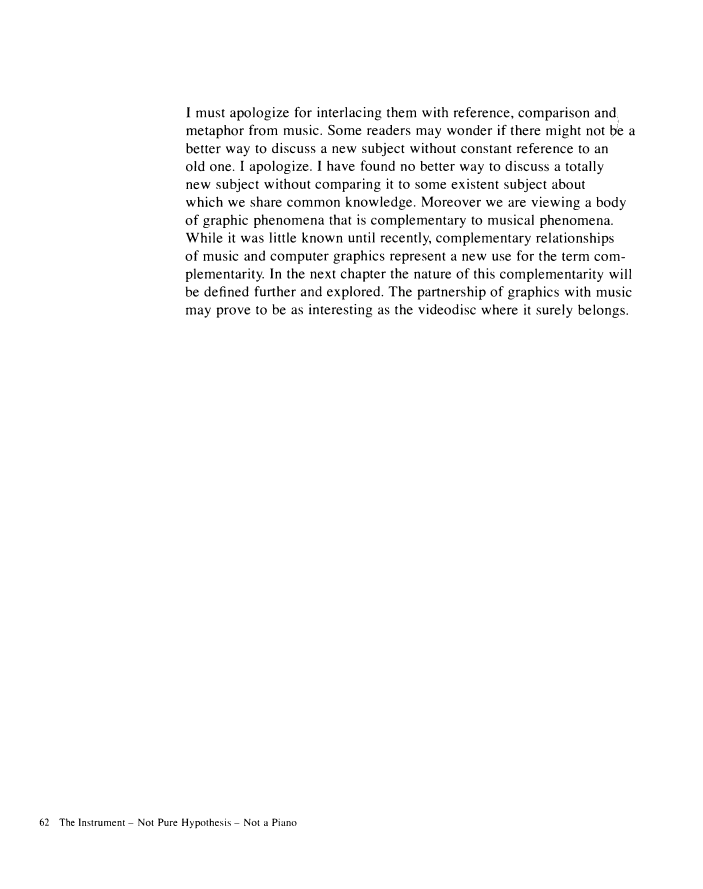 I must apologize for interlacing them with reference, comparison and
metaphor from music. Some readers may wonder if there might not be a
better way to discuss a new subject without constant reference to an
old one. I apologize. I have found no better way to discuss a totally
new subject without comparing it to some existent subject about
which we share common knowledge. Moreover we are viewing a body
of graphic phenomena that is complementary to musical phenomena.
While it was little known until recently, complementary relationships
of music and computer graphics represent a new use for the term com-
plementarity. In the next chapter the nature of this complementarity will
be defined further and explored. The partnership of graphics with music
may prove to be as interesting as the videodisc where it surely belongs.
62 The Instrument – Not Pure Hypothesis – Not a Piano